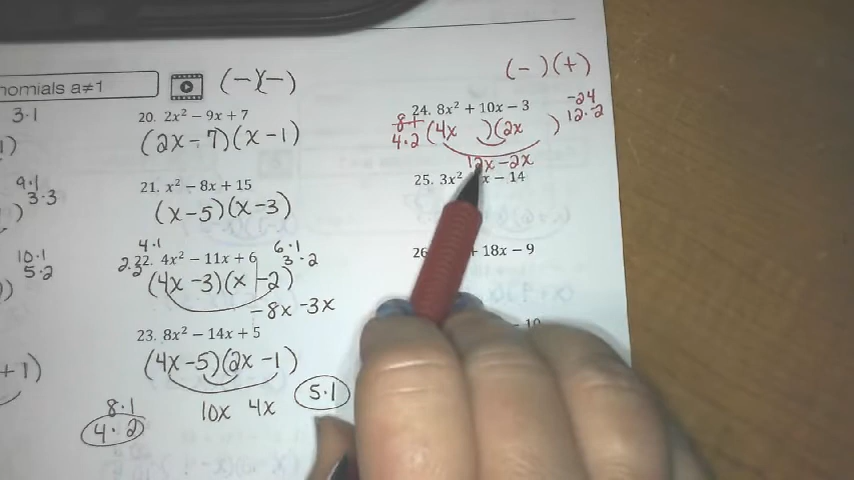 nomials a≠1
(-)(-)
3·1
)
9·1
3·3
)
10·1
5·2
)
+1)
20. 2x² − 9x + 7
(2x − 7)(x − 1)
21. x² − 8x + 15
(x − 5)(x − 3)
4·1
2·2
22. 4x² − 11x + 6
6·1
3·2
(4x − 3)(x − 2)
−8x −3x
23. 8x² − 14x + 5
(4x − 5)(2x − 1)
8·1
4·2
10x 4x
5·1
(-)(+)
24. 8x² + 10x − 3
−24
12·−2
8·1
4·2
(4x )(2x )
12x −2x
25. 3x² x − 14
+ 18x − 9
− 10